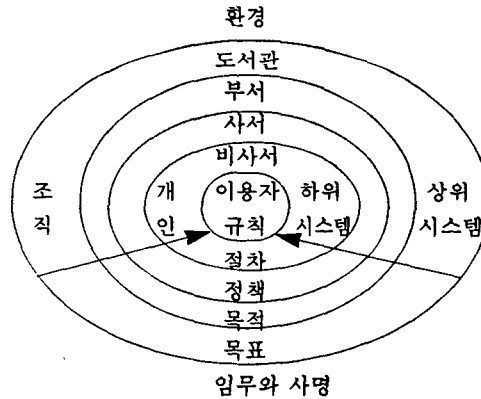 환경
도서관
부서
사서
비사서
조 개 이용자 하위 상위
직 인 규칙 시스템 시스템
절차
정책
목적
목표
임무와 사명